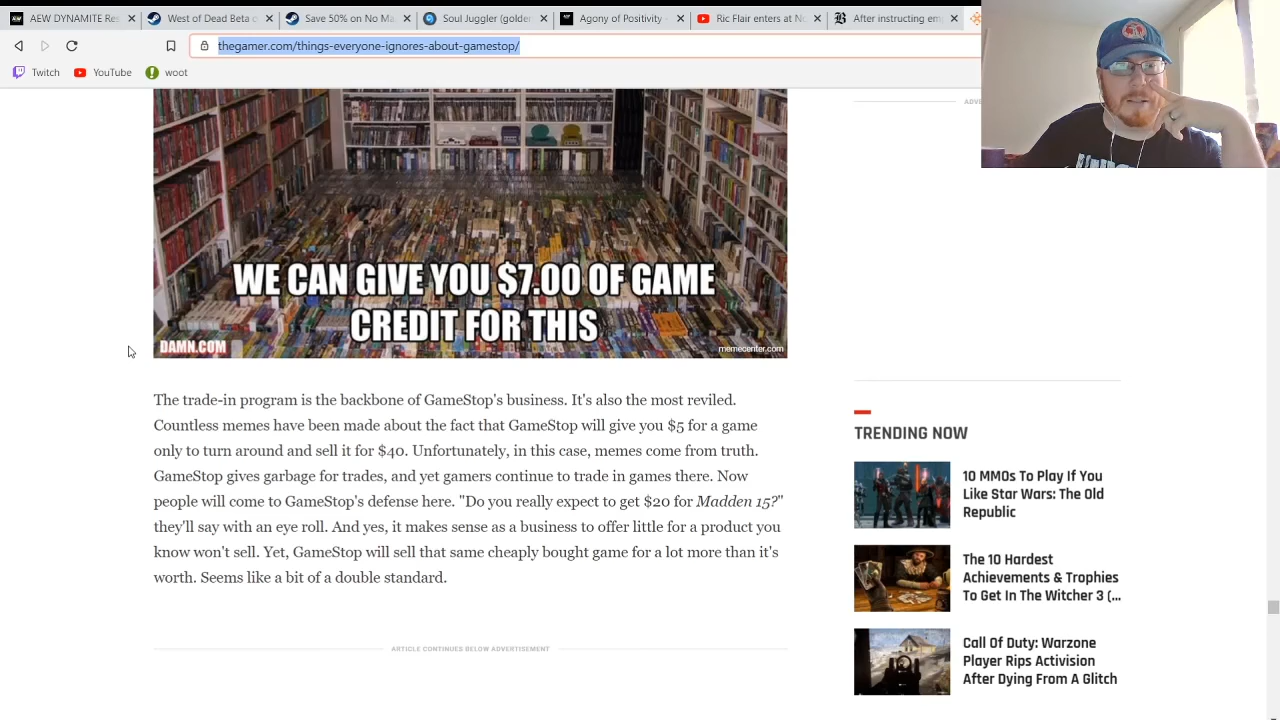 AEW DYNAMITE Res
West of Dead Beta o
Save 50% on No Ma
Soul Juggler (golden
Agony of Positivity -
Ric Flair enters at No
After instructing em
thegamer.com/things-everyone-ignores-about-gamestop/
Twitch
YouTube
woot
WE CAN GIVE YOU $7.00 OF GAME
CREDIT FOR THIS
DAMN.COM
memecenter.com
The trade-in program is the backbone of GameStop's business. It's also the most reviled.
Countless memes have been made about the fact that GameStop will give you $5 for a game
only to turn around and sell it for $40. Unfortunately, in this case, memes come from truth.
GameStop gives garbage for trades, and yet gamers continue to trade in games there. Now
people will come to GameStop's defense here. "Do you really expect to get $20 for Madden 15?"
they'll say with an eye roll. And yes, it makes sense as a business to offer little for a product you
know won't sell. Yet, GameStop will sell that same cheaply bought game for a lot more than it's
worth. Seems like a bit of a double standard.
ARTICLE CONTINUES BELOW ADVERTISEMENT
ADVE
TRENDING NOW
10 MMOs To Play If You
Like Star Wars: The Old
Republic
The 10 Hardest
Achievements & Trophies
To Get In The Witcher 3 (...
Call Of Duty: Warzone
Player Rips Activision
After Dying From A Glitch